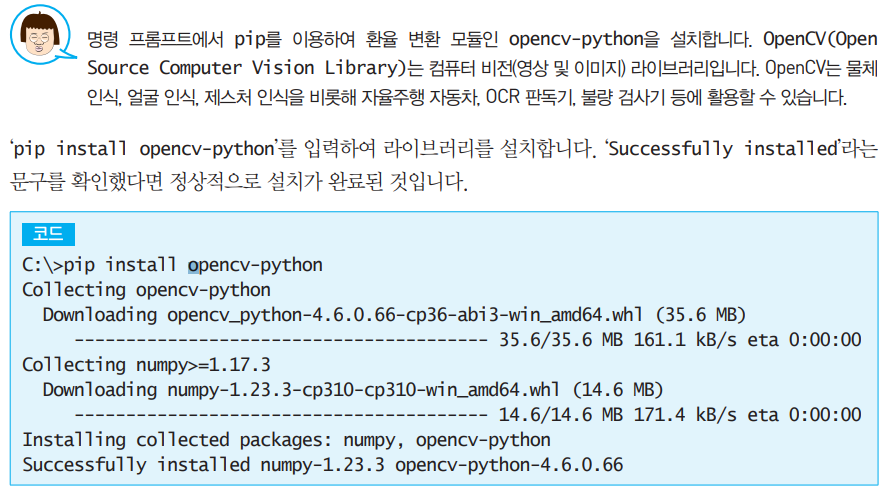 명령 프롬프트에서 pip를 이용하여 환율 변환 모듈인 opencv-python을 설치합니다. OpenCV(Open
Source Computer Vision Library)는 컴퓨터 비전(영상 및 이미지) 라이브러리입니다. OpenCV는 물체
인식, 얼굴 인식, 제스처 인식을 비롯해 자율주행 자동차, OCR 판독기, 불량 검사기 등에 활용할 수 있습니다.
‘pip install opencv-python’를 입력하여 라이브러리를 설치합니다. ‘Successfully installed’라는
문구를 확인했다면 정상적으로 설치가 완료된 것입니다.
코드
C:\>pip install opencv-python
Collecting opencv-python
  Downloading opencv_python-4.6.0.66-cp36-abi3-win_amd64.whl (35.6 MB)
     ---------------------------------------- 35.6/35.6 MB 161.1 kB/s eta 0:00:00
Collecting numpy>=1.17.3
  Downloading numpy-1.23.3-cp310-cp310-win_amd64.whl (14.6 MB)
     ---------------------------------------- 14.6/14.6 MB 171.4 kB/s eta 0:00:00
Installing collected packages: numpy, opencv-python
Successfully installed numpy-1.23.3 opencv-python-4.6.0.66